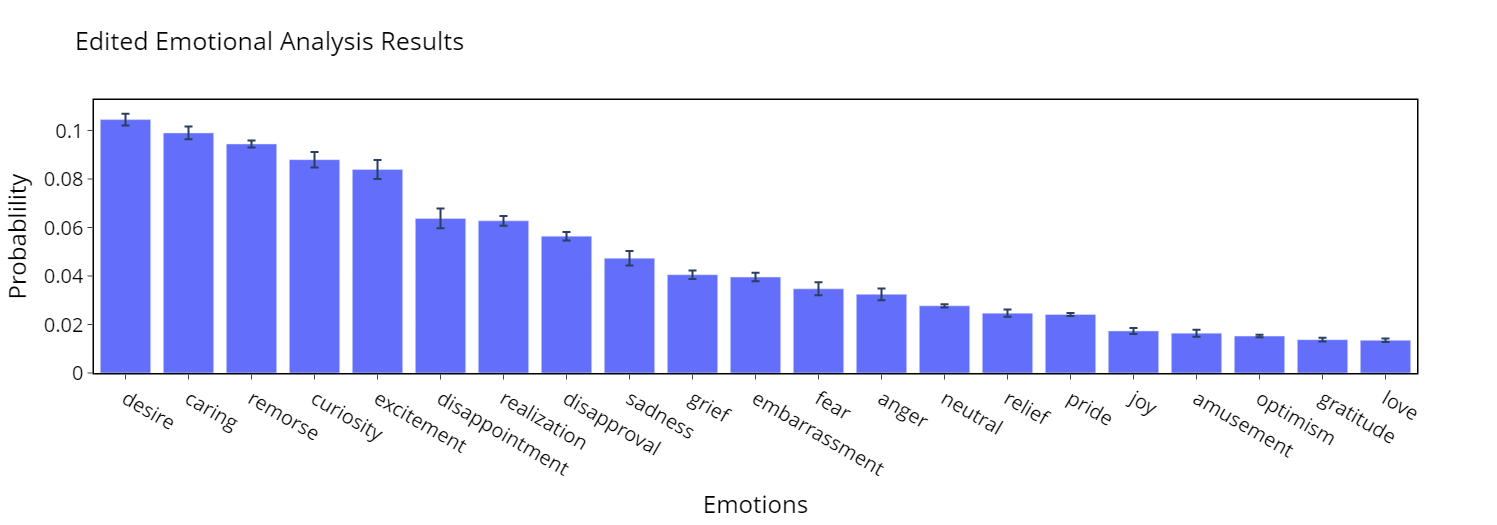 Edited Emotional Analysis Results
Probablility
0.1
0.08
0.06
0.04
0.02
0
desire
caring
remorse
curiosity
excitement
disappointment
realization
disapproval
sadness
grief
embarrassment
fear
anger
neutral
relief
pride
joy
amusement
optimism
gratitude
love
Emotions